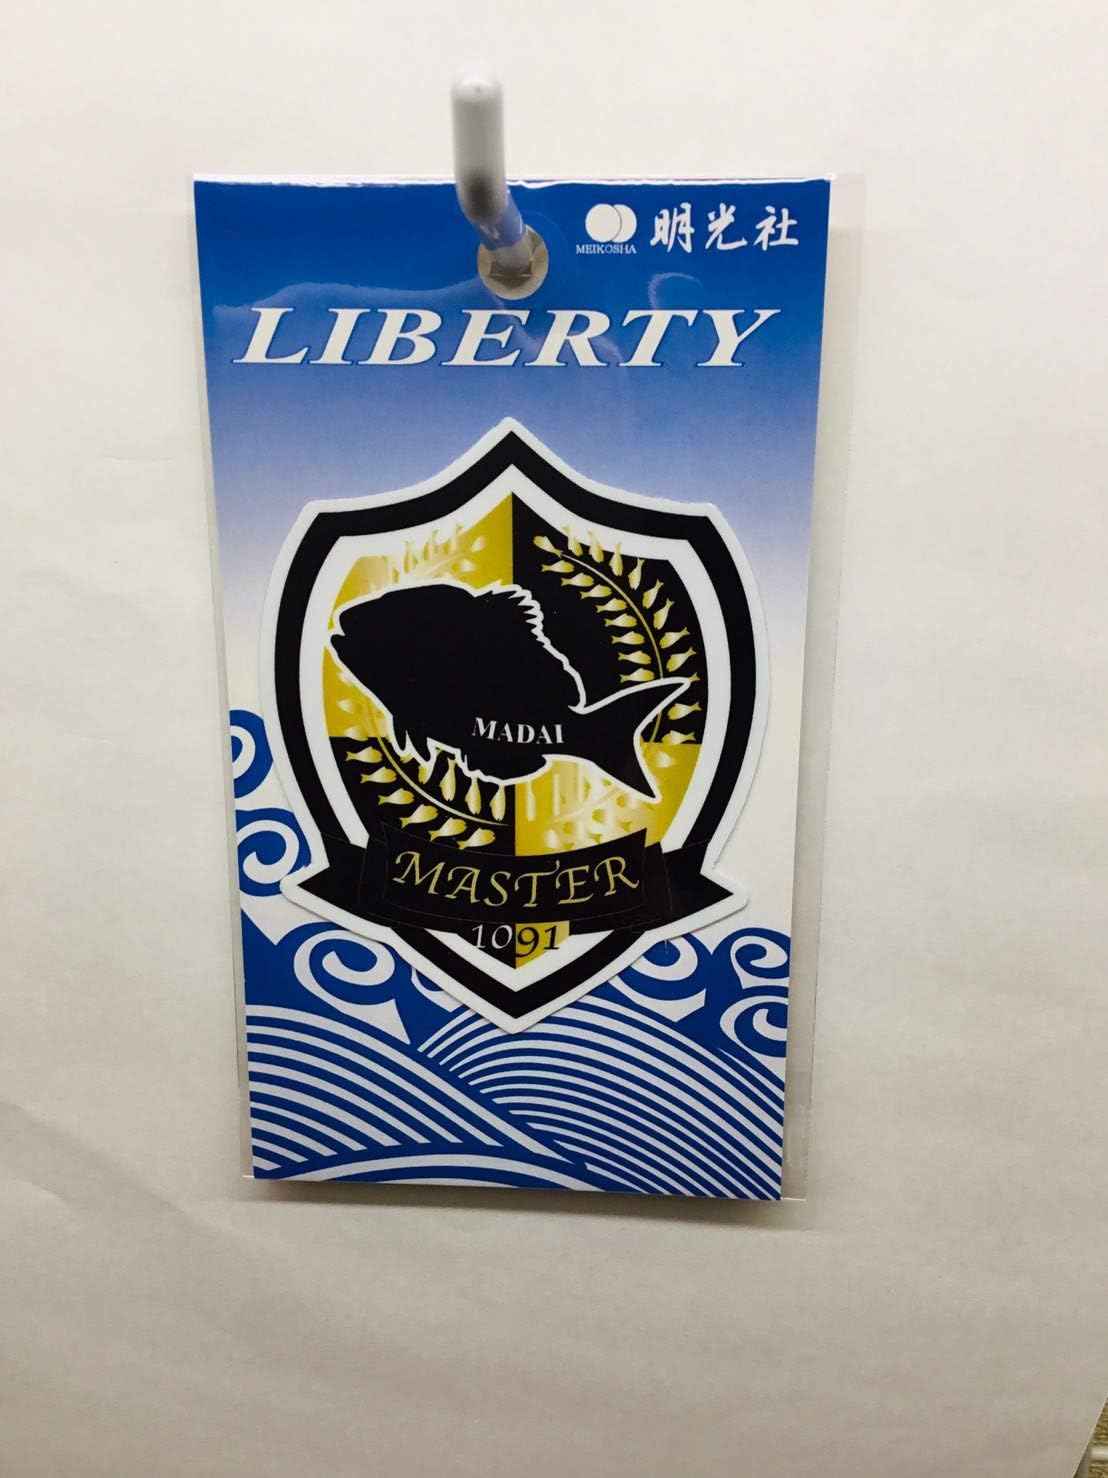 MEIKOSHA 明光社
LIBERTY
MADAI
MASTER
1091